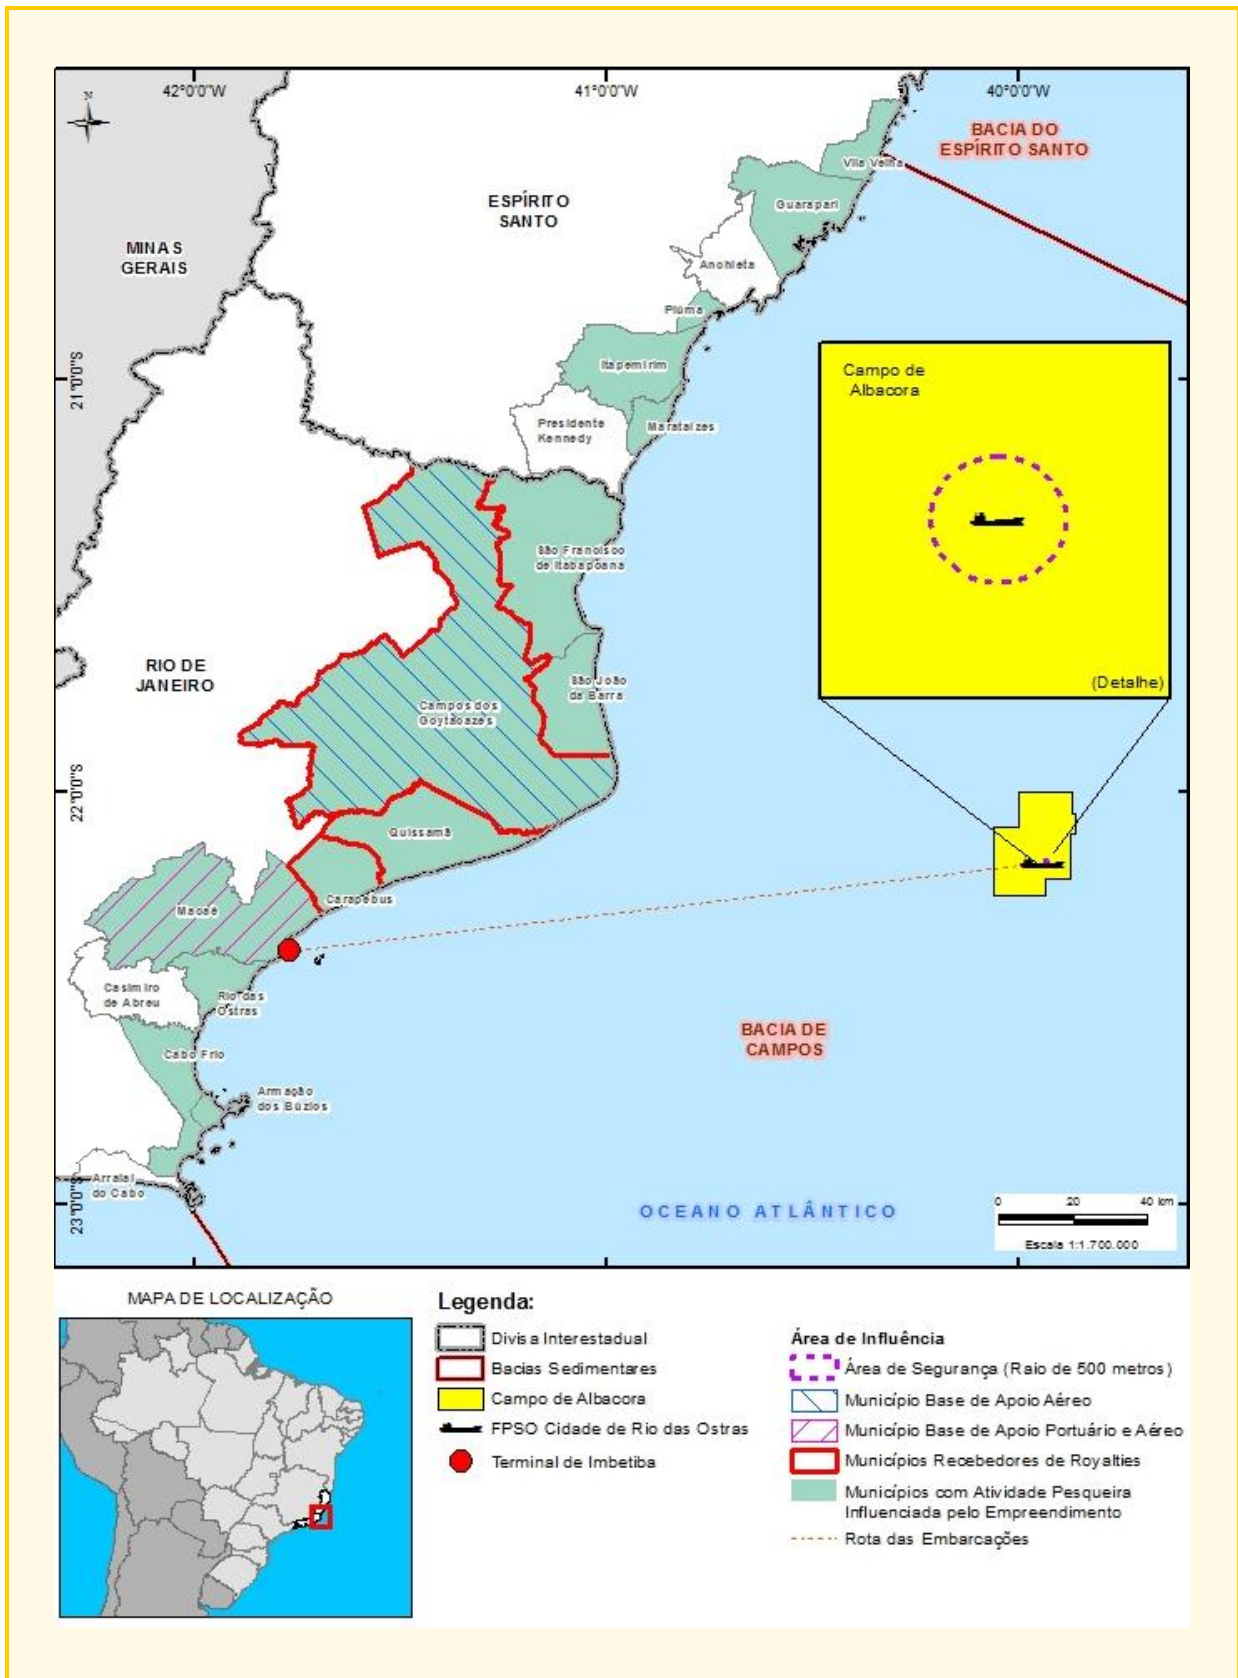 N
42°0'0"W
41°0'0"W
40°0'0"W
BACIA DO
ESPÍRITO SANTO
Vila Velha
ESPÍRITO
SANTO
Guarapari
MINAS
GERAIS
Anchieta
Piúma
21°0'0"S
Itapemirim
Campo de
Albacora
Presidente
Kennedy
Marataízes
São Francisco
de Itabapoana
RIO DE
JANEIRO
São João
da Barra
(Detalhe)
Campos dos
Goytacazes
22°0'0"S
Quissamã
Carapebus
Macaé
Casimiro
de Abreu
Rio das
Ostras
BACIA DE
CAMPOS
Cabo Frio
Armação
dos Búzios
Arraial
do Cabo
23°0'0"S
OCEANO ATLÂNTICO
0 20 40 km
Escala 1:1.700.000
MAPA DE LOCALIZAÇÃO
Legenda:
Divisa Interestadual
Bacias Sedimentares
Campo de Albacora
FPSO Cidade de Rio das Ostras
Terminal de Imbetiba
Área de Influência
Área de Segurança (Raio de 500 metros)
Município Base de Apoio Aéreo
Município Base de Apoio Portuário e Aéreo
Municípios Recebedores de Royalties
Municípios com Atividade Pesqueira
Influenciada pelo Empreendimento
Rota das Embarcações